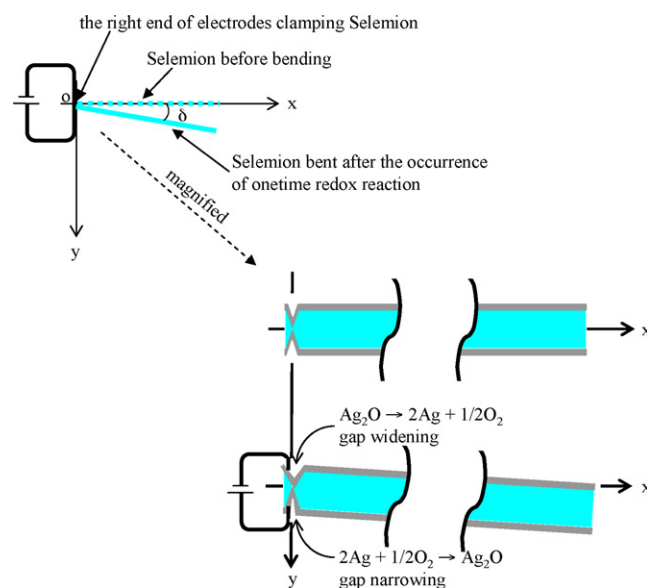 the right end of electrodes clamping Selemion
Selemion before bending
o
x
δ
Selemion bent after the occurrence
of onetime redox reaction
magnified
y
x
Ag₂O → 2Ag + 1/2O₂
gap widening
x
2Ag + 1/2O₂ → Ag₂O
gap narrowing
y